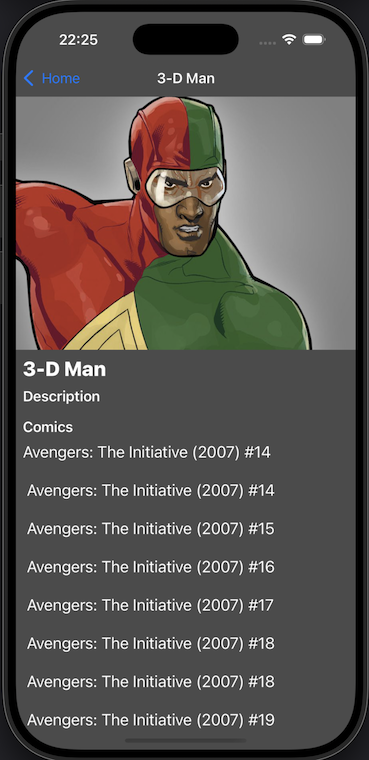 22:25
Home
3-D Man
3-D Man
Description
Comics
Avengers: The Initiative (2007) #14
Avengers: The Initiative (2007) #14
Avengers: The Initiative (2007) #15
Avengers: The Initiative (2007) #16
Avengers: The Initiative (2007) #17
Avengers: The Initiative (2007) #18
Avengers: The Initiative (2007) #18
Avengers: The Initiative (2007) #19